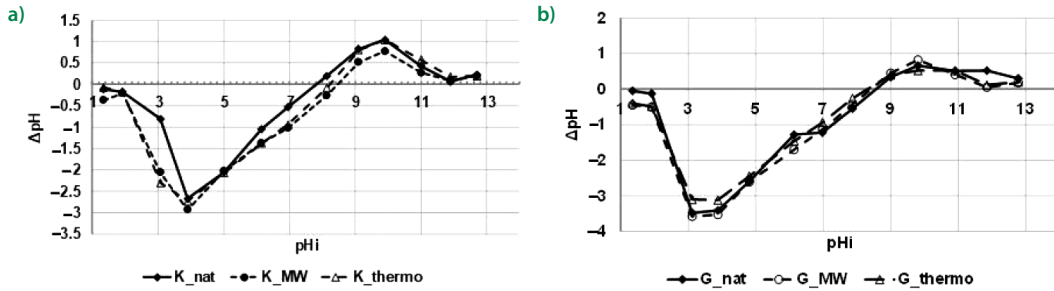 a)
1.5
1
0.5
0
−0.5
−1
−1.5
−2
−2.5
−3
−3.5
ΔpH
1 3 5 7 9 11 13
pHi
K_nat K_MW K_thermo
b)
2
1
0
−1
−2
−3
−4
ΔpH
1 3 5 7 9 11 13
pHi
G_nat G_MW G_thermo